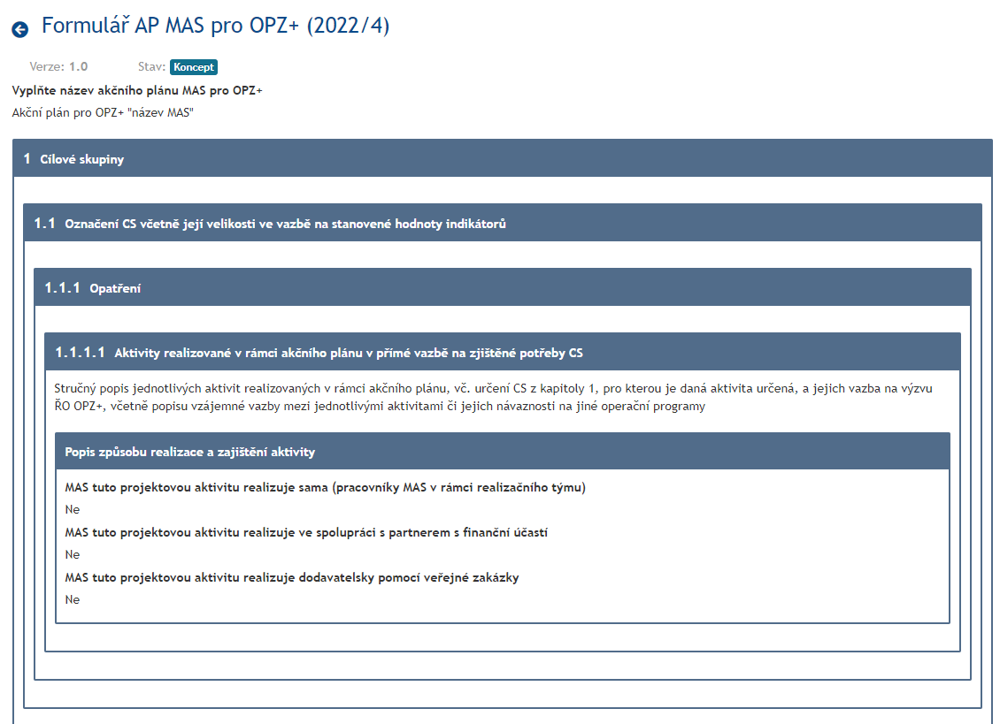 Formulář AP MAS pro OPZ+ (2022/4)
Verze: 1.0 Stav: Koncept
Vyplňte název akčního plánu MAS pro OPZ+
Akční plán pro OPZ+ "název MAS"
1 Cílové skupiny
1.1 Označení CS včetně její velikosti ve vazbě na stanovené hodnoty indikátorů
1.1.1 Opatření
1.1.1.1 Aktivity realizované v rámci akčního plánu v přímé vazbě na zjištěné potřeby CS
Stručný popis jednotlivých aktivit realizovaných v rámci akčního plánu, vč. určení CS z kapitoly 1, pro kterou je daná aktivita určená, a jejich vazba na výzvu
ŘO OPZ+, včetně popisu vzájemné vazby mezi jednotlivými aktivitami či jejich návaznosti na jiné operační programy
Popis způsobu realizace a zajištění aktivity
MAS tuto projektovou aktivitu realizuje sama (pracovníky MAS v rámci realizačního týmu)
Ne
MAS tuto projektovou aktivitu realizuje ve spolupráci s partnerem s finanční účastí
Ne
MAS tuto projektovou aktivitu realizuje dodavatelsky pomocí veřejné zakázky
Ne